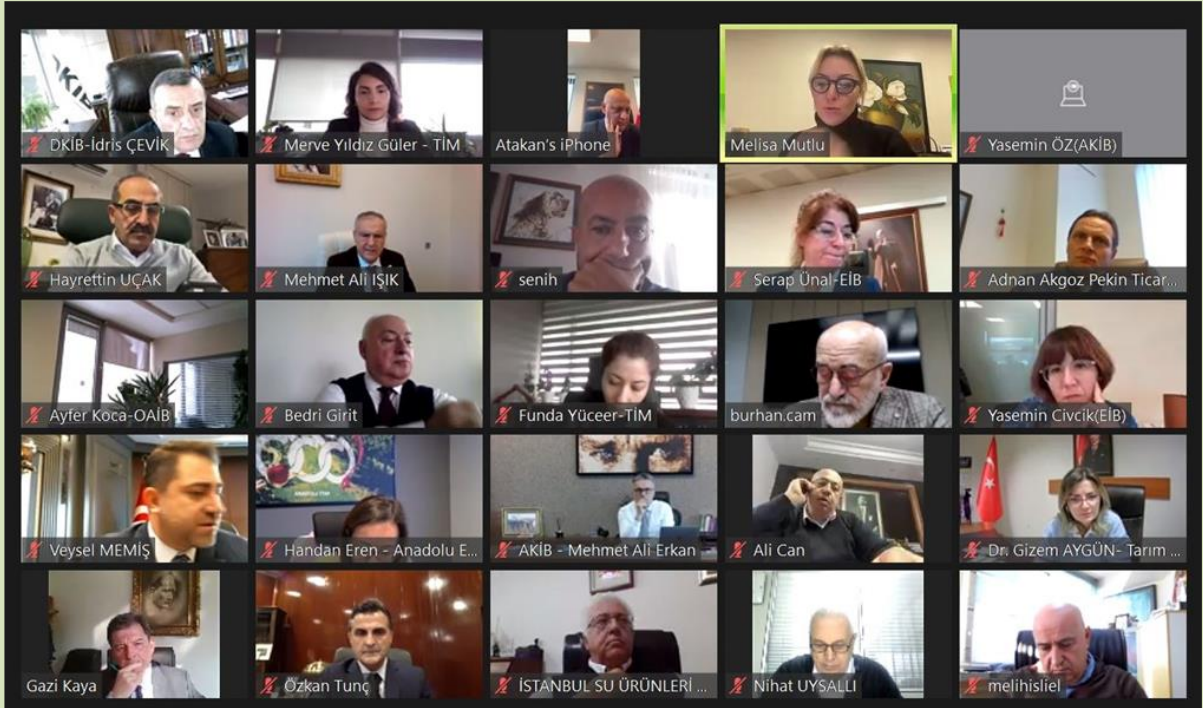 DKİB-İdris ÇEVİK
Merve Yıldız Güler - TİM
Atakan's iPhone
Melisa Mutlu
Yasemin ÖZ(AKİB)
Hayrettin UÇAK
Mehmet Ali IŞIK
senih
Serap Ünal-EİB
Adnan Akgoz Pekin Ticar...
Ayfer Koca-OAİB
Bedri Girit
Funda Yüceer-TİM
burhan.cam
Yasemin Civcik(EİB)
Veysel MEMİŞ
Handan Eren - Anadolu E...
AKİB - Mehmet Ali Erkan
Ali Can
Dr. Gizem AYGÜN- Tarım ...
Gazi Kaya
Özkan Tunç
İSTANBUL SU ÜRÜNLERİ ...
Nihat UYSALLI
melihisliel